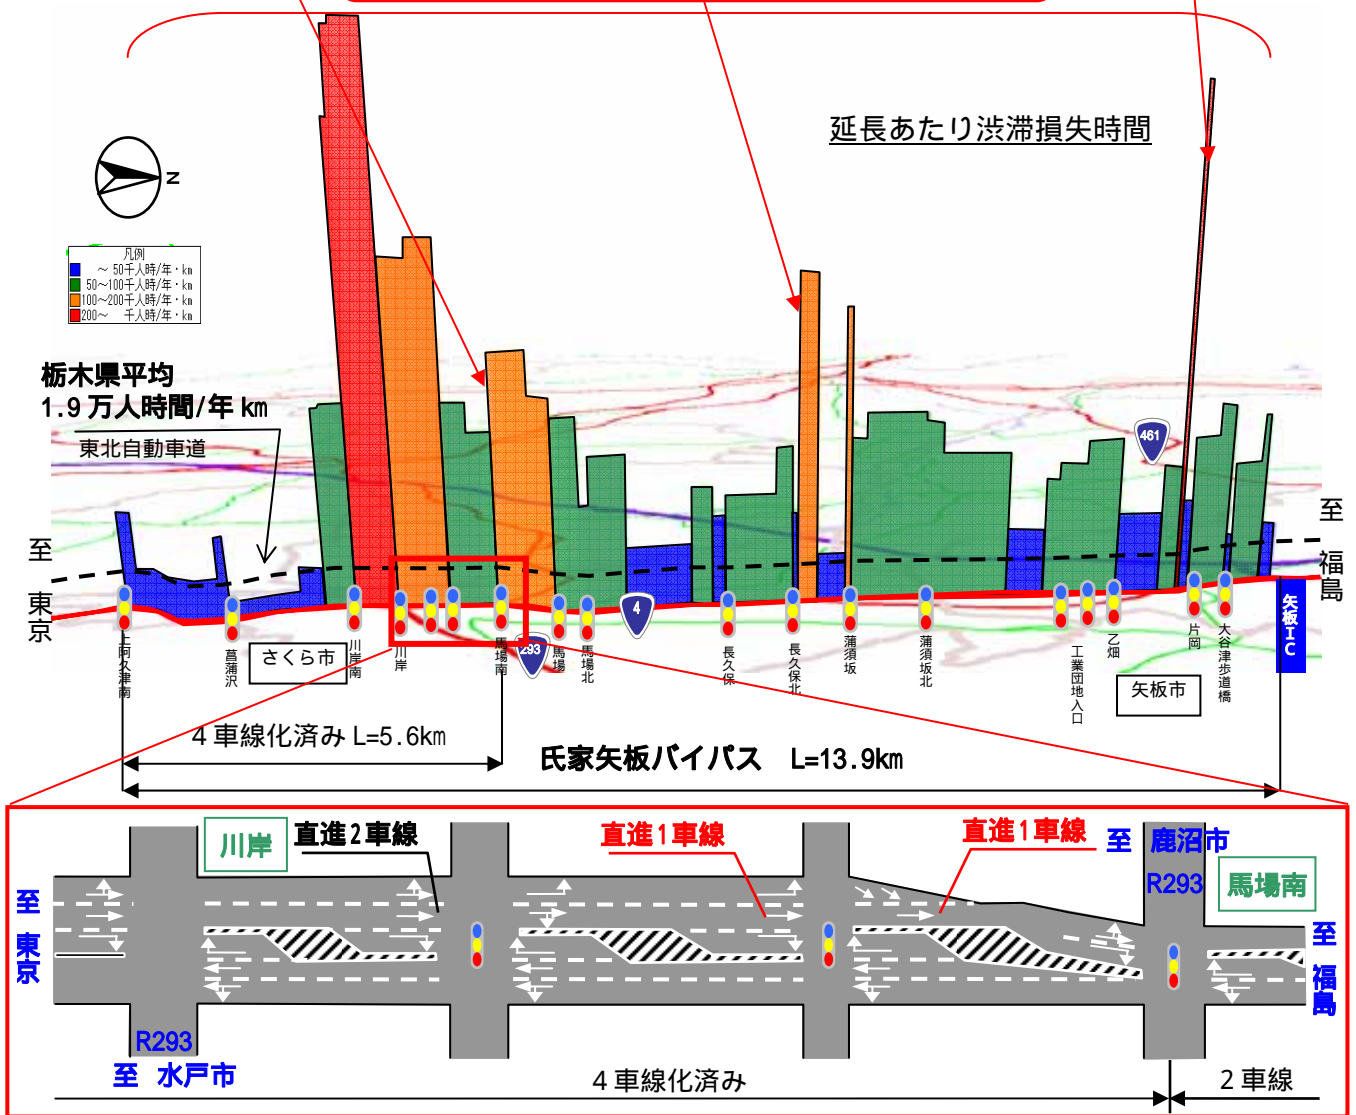 延長あたり渋滞損失時間
N
凡例
～ 50千人時/年・km
50～100千人時/年・km
100～200千人時/年・km
200～ 千人時/年・km
栃木県平均
1.9 万人時間/年 km
東北自動車道
461
至 東京
至 福島
4
293
上阿久津南
菖蒲沢
さくら市
川岸南
川岸
馬場南
馬場
馬場北
長久保
長久保北
蒲須坂
蒲須坂北
工業団地入口
乙畑
矢板市
片岡
大谷津歩道橋
矢板IC
4車線化済み L=5.6km
氏家矢板バイパス L=13.9km
川岸
直進2車線
直進1車線
直進1車線
至 鹿沼市
R293
馬場南
至 東京
至 福島
R293
至 水戸市
4車線化済み
2車線